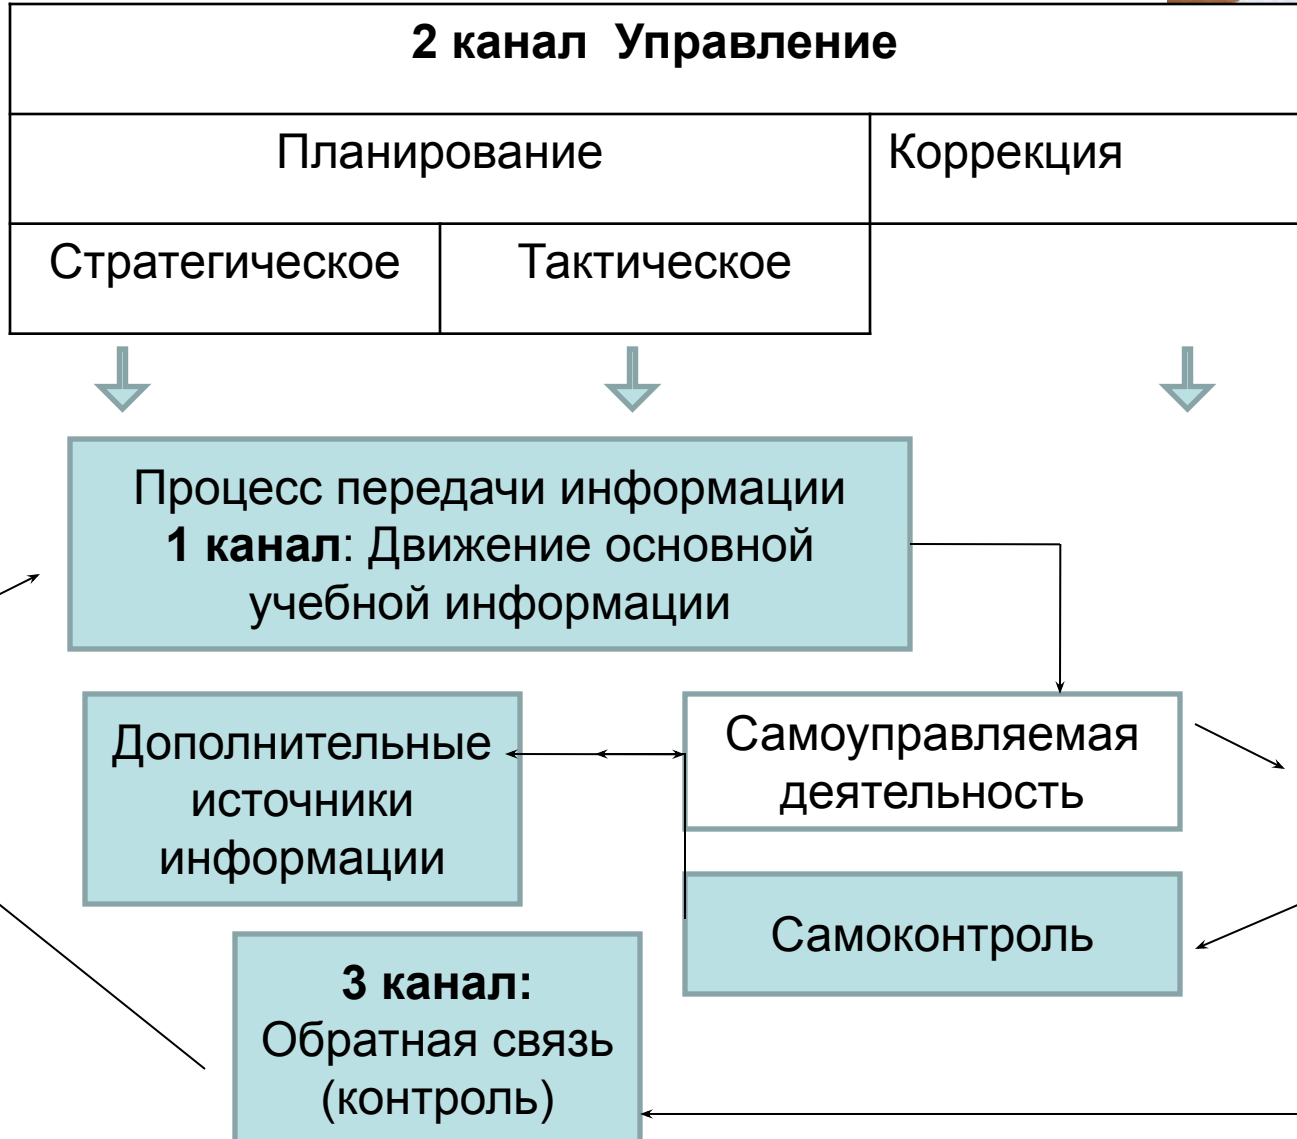 2 канал Управление
Планирование
Коррекция
Стратегическое
Тактическое
Процесс передачи информации
1 канал: Движение основной
учебной информации
Дополнительные
источники
информации
Самоуправляемая
деятельность
Самоконтроль
3 канал:
Обратная связь
(контроль)